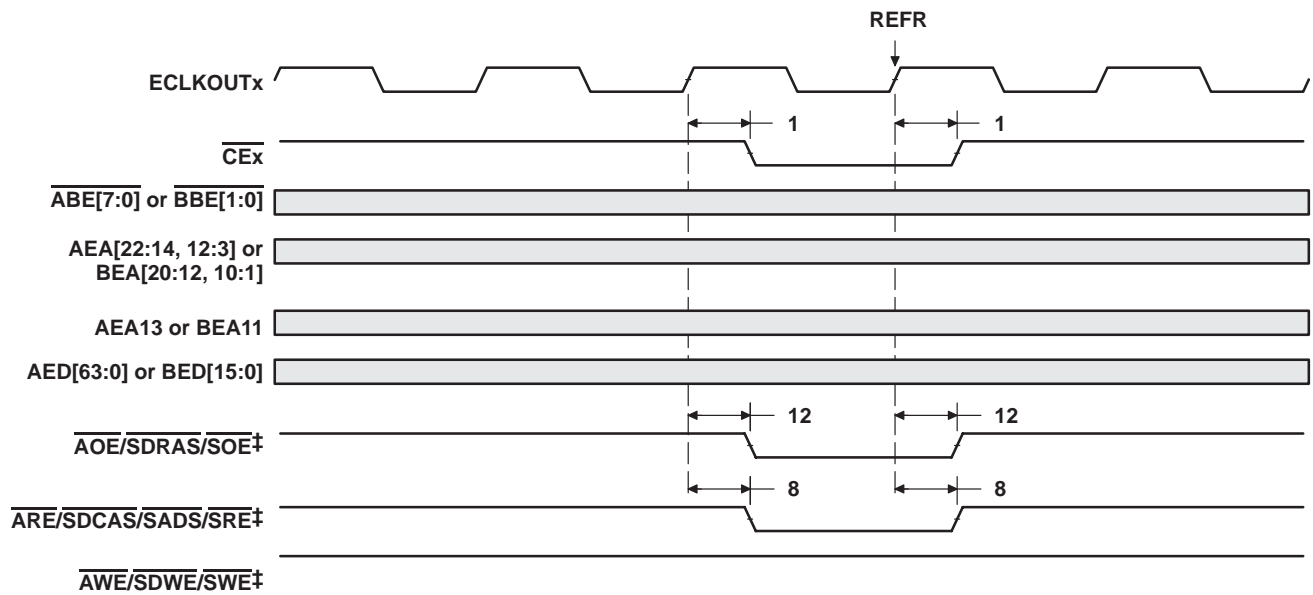 REFR
ECLKOUTx
1 1
CEx
ABE[7:0] or BBE[1:0]
AEA[22:14, 12:3] or
BEA[20:12, 10:1]
AEA13 or BEA11
AED[63:0] or BED[15:0]
12 12
AOE/SDRAS/SOE‡
8 8
ARE/SDCAS/SADS/SRE‡
AWE/SDWE/SWE‡